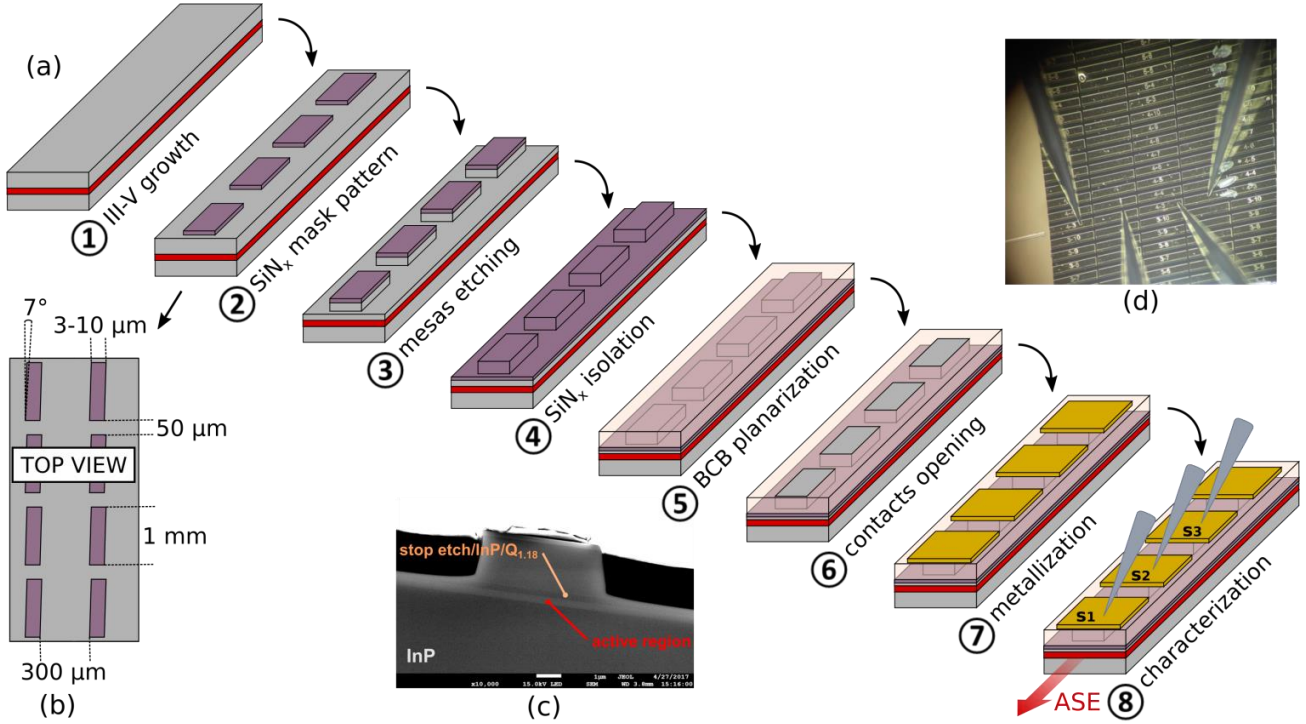 (a)
① III-V growth
② SiNₓ mask pattern
③ mesas etching
④ SiNₓ isolation
⑤ BCB planarization
⑥ contacts opening
⑦ metallization
⑧ characterization
S1
S2
S3
ASE
7°
3-10 µm
50 µm
TOP VIEW
1 mm
300 µm
(b)
stop etch/InP/Q₁.₁₈
active region
InP
1µm JEOL 4/27/2017
x10,000 15.0kV LED SEM WD 3.8mm 15:16:00
(c)
(d)